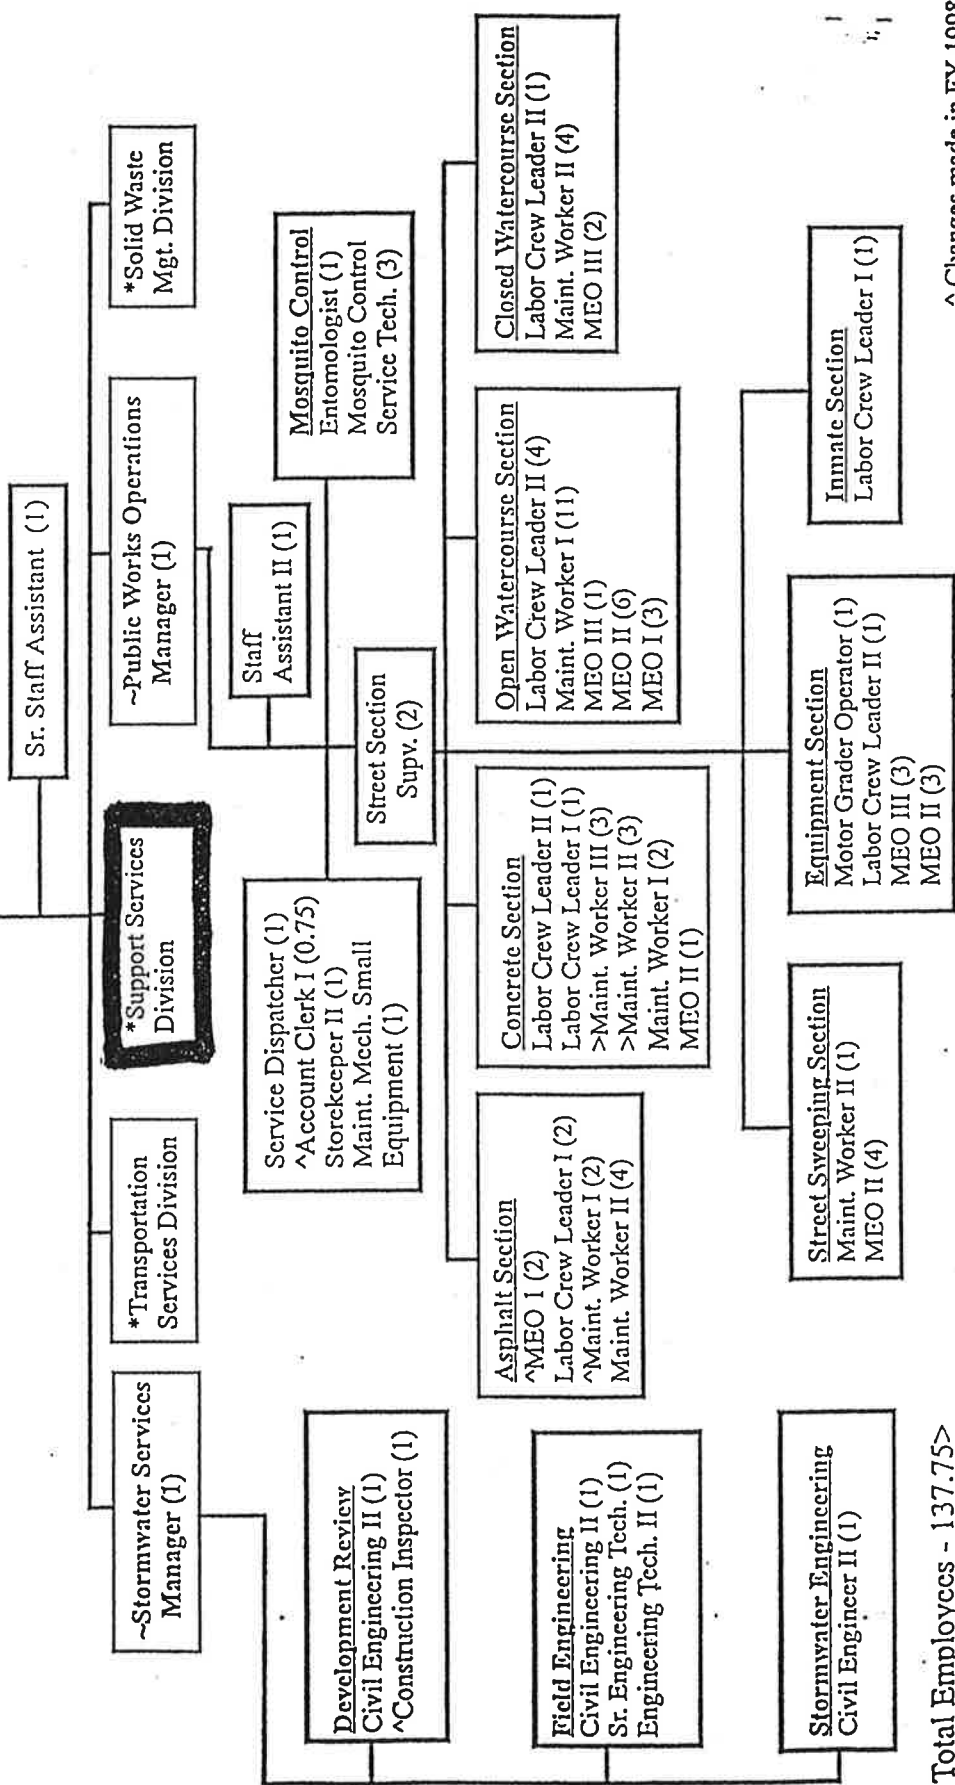 Sr. Staff Assistant (1)
~Stormwater Services
Manager (1)
*Transportation
Services Division
*Support Services
Division
~Public Works Operations
Manager (1)
*Solid Waste
Mgt. Division
Staff
Assistant II (1)
Service Dispatcher (1)
^Account Clerk I (0.75)
Storekeeper II (1)
Maint. Mech. Small
Equipment (1)
Mosquito Control
Entomologist (1)
Mosquito Control
Service Tech. (3)
Street Section
Supv. (2)
Development Review
Civil Engineering II (1)
^Construction Inspector (1)
Field Engineering
Civil Engineering II (1)
Sr. Engineering Tech. (1)
Engineering Tech. II (1)
Stormwater Engineering
Civil Engineer II (1)
Asphalt Section
^MEO I (2)
Labor Crew Leader I (2)
^Maint. Worker I (2)
Maint. Worker II (4)
Concrete Section
Labor Crew Leader II (1)
Labor Crew Leader I (1)
>Maint. Worker III (3)
>Maint. Worker II (3)
Maint. Worker I (2)
MEO II (1)
Open Watercourse Section
Labor Crew Leader II (4)
Maint. Worker I (11)
MEO III (1)
MEO II (6)
MEO I (3)
Closed Watercourse Section
Labor Crew Leader II (1)
Maint. Worker II (4)
MEO III (2)
Street Sweeping Section
Maint. Worker II (1)
MEO II (4)
Equipment Section
Motor Grader Operator (1)
Labor Crew Leader II (1)
MEO III (3)
MEO II (3)
Inmate Section
Labor Crew Leader I (1)
Total Employees - 137.75>
^ Changes made in FY 1998